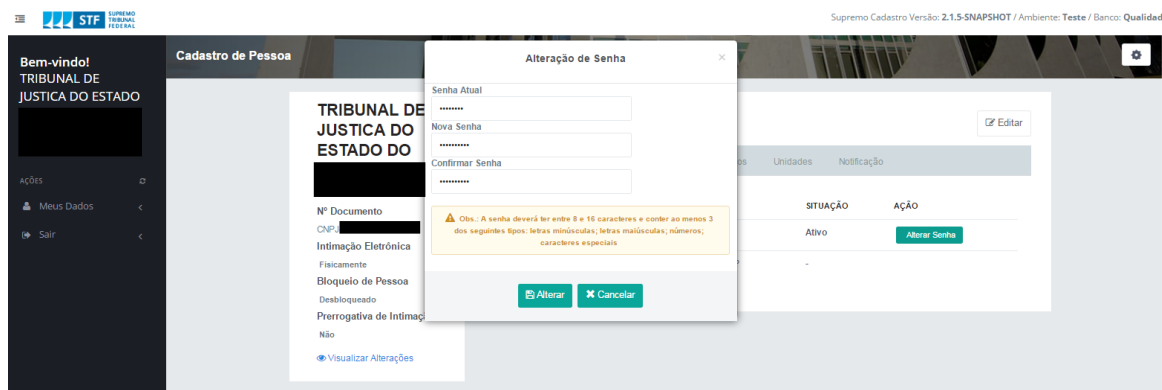 STF SUPREMO TRIBUNAL FEDERAL
Supremo Cadastro Versão: 2.1.5-SNAPSHOT / Ambiente: Teste / Banco: Qualidad
Bem-vindo!
TRIBUNAL DE
JUSTICA DO ESTADO
AÇÕES
Meus Dados
Sair
Cadastro de Pessoa
TRIBUNAL DE
JUSTICA DO
ESTADO DO
Nº Documento
CNPJ
Intimação Eletrônica
Fisicamente
Bloqueio de Pessoa
Desbloqueado
Prerrogativa de Intimaç
Não
Visualizar Alterações
Alteração de Senha
×
Senha Atual
••••••••
Nova Senha
••••••••••
Confirmar Senha
••••••••••
Obs.: A senha deverá ter entre 8 e 16 caracteres e conter ao menos 3
dos seguintes tipos: letras minúsculas; letras maiúsculas; números;
caracteres especiais
Alterar Cancelar
Editar
os Unidades Notificação
SITUAÇÃO AÇÃO
Ativo Alterar Senha
-